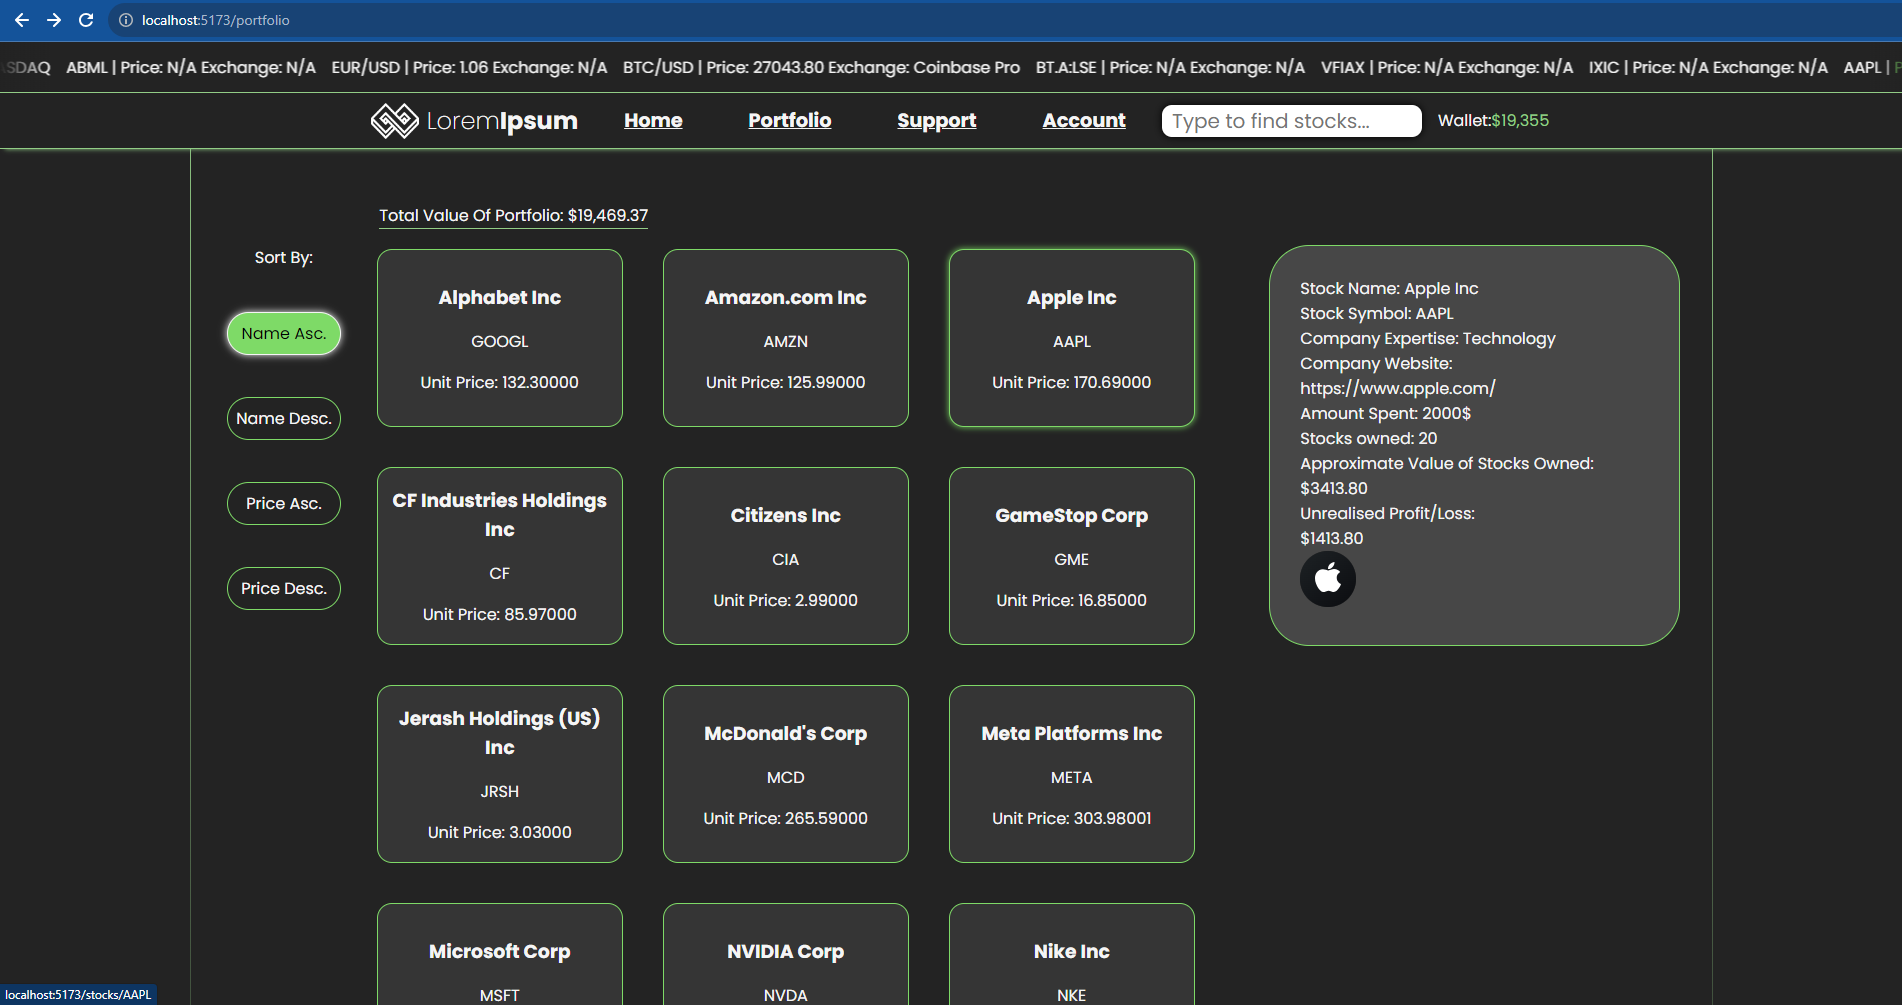 localhost:5173/portfolio
SDAQ ABML | Price: N/A Exchange: N/A EUR/USD | Price: 1.06 Exchange: N/A BTC/USD | Price: 27043.80 Exchange: Coinbase Pro BT.A:LSE | Price: N/A Exchange: N/A VFIAX | Price: N/A Exchange: N/A IXIC | Price: N/A Exchange: N/A AAPL | P
LoremIpsum Home Portfolio Support Account Type to find stocks... Wallet:$19,355
Total Value Of Portfolio: $19,469.37
Sort By:
Name Asc.
Name Desc.
Price Asc.
Price Desc.
Alphabet Inc
GOOGL
Unit Price: 132.30000
Amazon.com Inc
AMZN
Unit Price: 125.99000
Apple Inc
AAPL
Unit Price: 170.69000
CF Industries Holdings
Inc
CF
Unit Price: 85.97000
Citizens Inc
CIA
Unit Price: 2.99000
GameStop Corp
GME
Unit Price: 16.85000
Jerash Holdings (US)
Inc
JRSH
Unit Price: 3.03000
McDonald's Corp
MCD
Unit Price: 265.59000
Meta Platforms Inc
META
Unit Price: 303.98001
Microsoft Corp
MSFT
NVIDIA Corp
NVDA
Nike Inc
NKE
Stock Name: Apple Inc
Stock Symbol: AAPL
Company Expertise: Technology
Company Website:
https://www.apple.com/
Amount Spent: 2000$
Stocks owned: 20
Approximate Value of Stocks Owned:
$3413.80
Unrealised Profit/Loss:
$1413.80
localhost:5173/stocks/AAPL